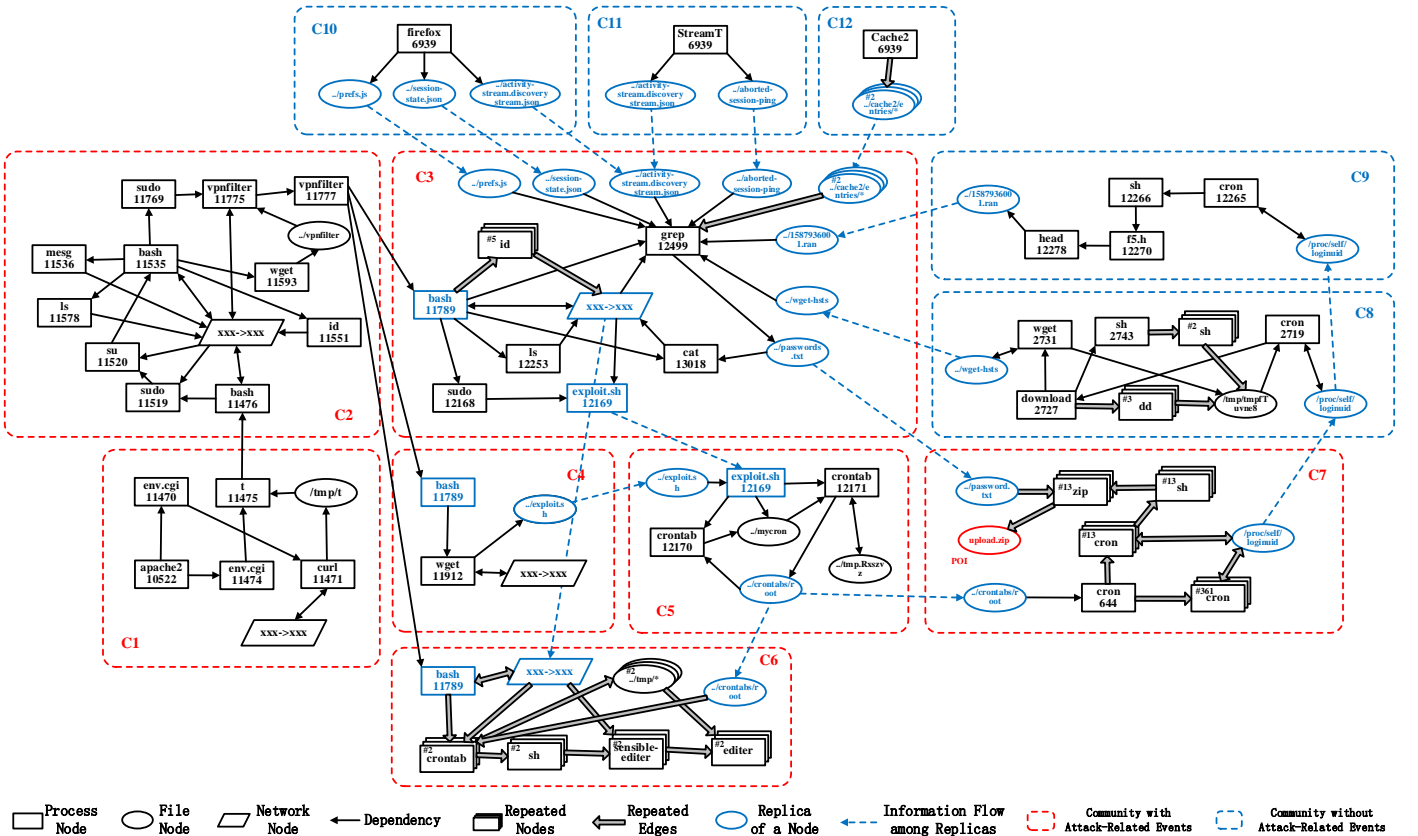 C10
firefox
6939
../prefs.js
../session-
state.json
../activity-
stream.discovery
stream.json
C11
StreamT
6939
../activity-
stream.discovery
stream.json
../aborted-
session-ping
C12
Cache2
6939
#2
../cache2/e
ntries/*
C2
sudo
11769
vpnfilter
11775
vpnfilter
11777
../vpnfilter
mesg
11536
bash
11535
wget
11593
ls
11578
xxx->xxx
id
11551
su
11520
sudo
11519
bash
11476
C3
../prefs.js
../session-
state.json
../activity-
stream.discovery
stream.json
../aborted-
session-ping
#2
../cache2/e
ntries/*
#5
id
grep
12499
../158793600
1.ran
bash
11789
xxx->xxx
../wget-hsts
ls
12253
cat
13018
../passwords
.txt
sudo
12168
exploit.sh
12169
C9
../158793600
1.ran
sh
12266
cron
12265
head
12278
f5.h
12270
/proc/self/
loginuid
C8
wget
2731
sh
2743
#2
sh
cron
2719
../wget-hsts
download
2727
#3
dd
/tmp/tmpfT
uvne8
/proc/self/
loginuid
C1
env.cgi
11470
t
11475
/tmp/t
apache2
10522
env.cgi
11474
curl
11471
xxx->xxx
C4
bash
11789
../exploit.s
h
wget
11912
xxx->xxx
C5
../exploit.s
h
exploit.sh
12169
crontab
12171
crontab
12170
../mycron
../tmp.Rxszv
z
../crontabs/r
oot
C7
../password.
txt
#13
zip
#13
sh
upload.zip
POI
#13
cron
/proc/self/
loginuid
../crontabs/r
oot
cron
644
#361
cron
C6
bash
11789
xxx->xxx
#2
../tmp/*
../crontabs/r
oot
#2
crontab
#2
sh
#2
sensible-
editer
#2
editer
Process
Node
File
Node
Network
Node
Dependency
Repeated
Nodes
Repeated
Edges
Replica
of a Node
Information Flow
among Replicas
Community with
Attack-Related Events
Community without
Attack-Related Events